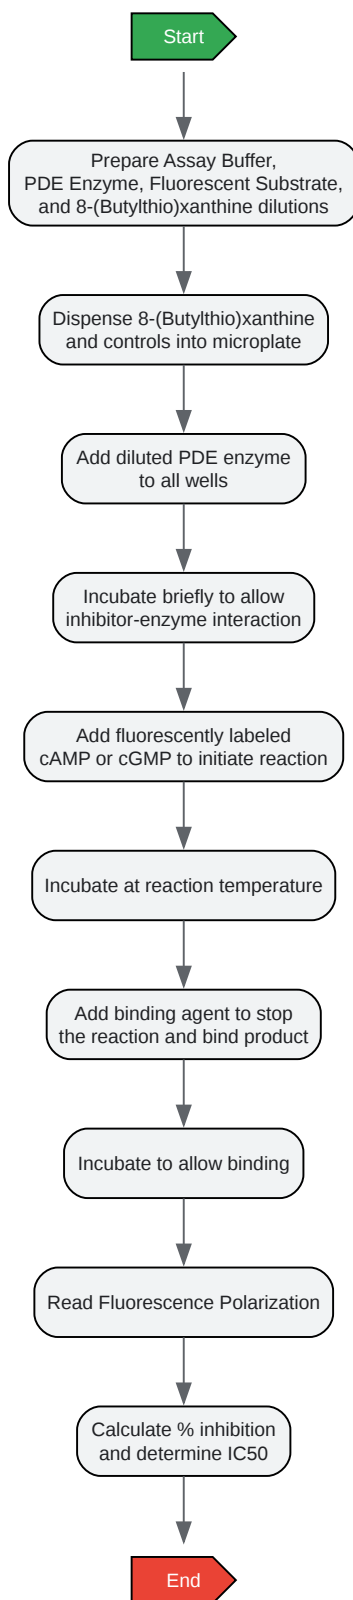 Start
Prepare Assay Buffer,
PDE Enzyme, Fluorescent Substrate,
and 8-(Butylthio)xanthine dilutions
Dispense 8-(Butylthio)xanthine
and controls into microplate
Add diluted PDE enzyme
to all wells
Incubate briefly to allow
inhibitor-enzyme interaction
Add fluorescently labeled
cAMP or cGMP to initiate reaction
Incubate at reaction temperature
Add binding agent to stop
the reaction and bind product
Incubate to allow binding
Read Fluorescence Polarization
Calculate % inhibition
and determine IC50
End